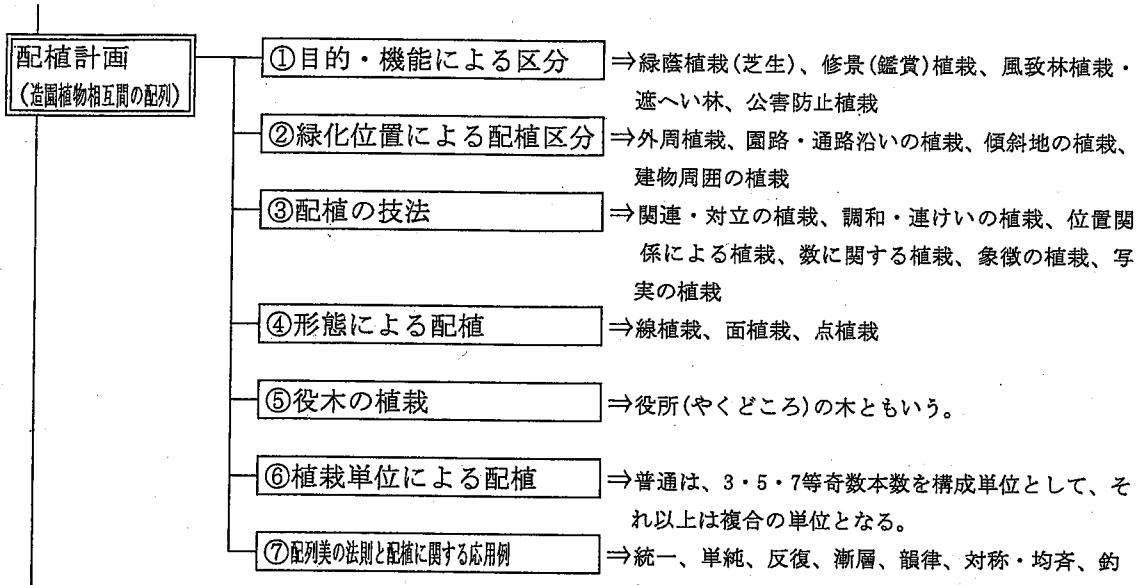 配植計画
(造園植物相互間の配列)
①目的・機能による区分
⇒緑蔭植栽(芝生)、修景(鑑賞)植栽、風致林植栽・
遮へい林、公害防止植栽
②緑化位置による配植区分
⇒外周植栽、園路・通路沿いの植栽、傾斜地の植栽、
建物周囲の植栽
③配植の技法
⇒関連・対立の植栽、調和・連けいの植栽、位置関
係による植栽、数に関する植栽、象徴の植栽、写
実の植栽
④形態による配植
⇒線植栽、面植栽、点植栽
⑤役木の植栽
⇒役所(やくどころ)の木ともいう。
⑥植栽単位による配植
⇒普通は、3・5・7等奇数本数を構成単位として、そ
れ以上は複合の単位となる。
⑦配列美の法則と配植に関する応用例
⇒統一、単純、反復、漸層、韻律、対称・均斉、釣